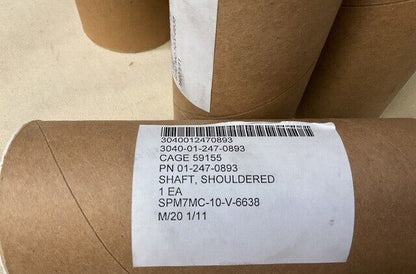 3040012470893
3040-01-247-0893
CAGE 59155
PN 01-247-0893
SHAFT, SHOULDERED
1 EA
SPM7MC-10-V-6638
M/20 1/11